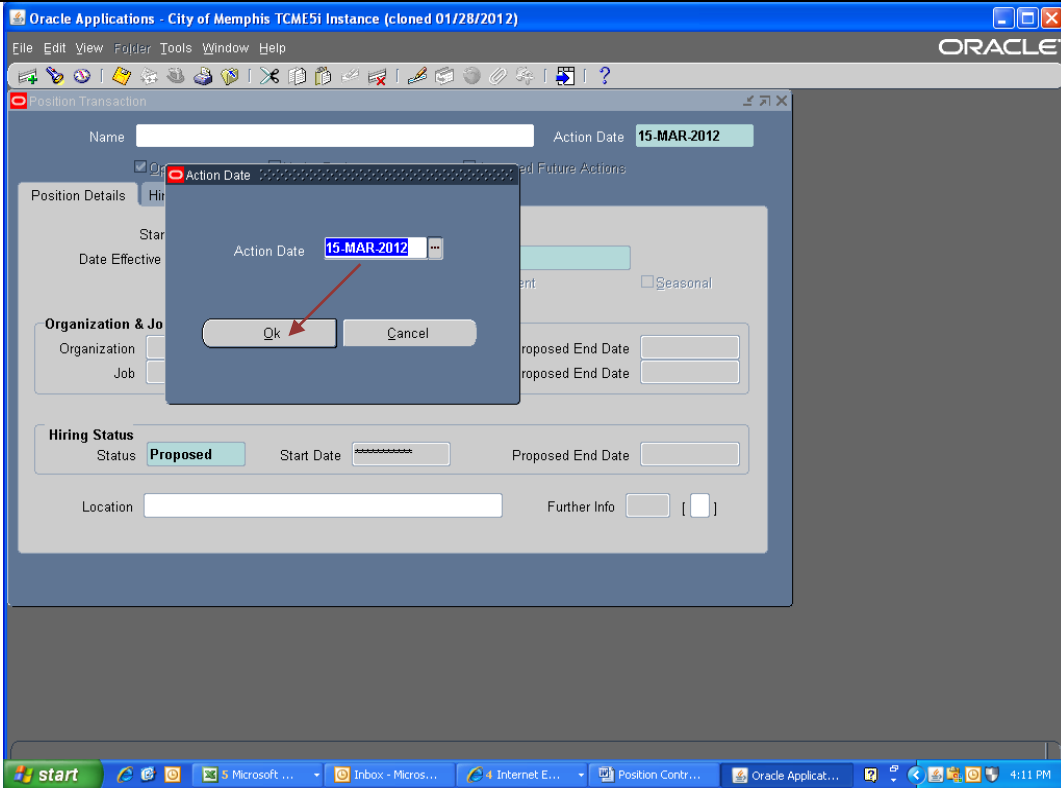 Oracle Applications - City of Memphis TCME5i Instance (cloned 01/28/2012)
File Edit View Folder Tools Window Help
ORACLE
Position Transaction
Name Action Date 15-MAR-2012
Future Actions
Action Date
Position Details
Action Date 15-MAR-2012
Date Effective
Seasonal
Ok Cancel
Organization &
Organization End Date
Job End Date
Hiring Status
Status Proposed Start Date ********** Proposed End Date
Location Further Info [ ]
start 5 Microsoft ... Inbox - Micros... 4 Internet E... Position Contr... Oracle Applicat... 4:11 PM